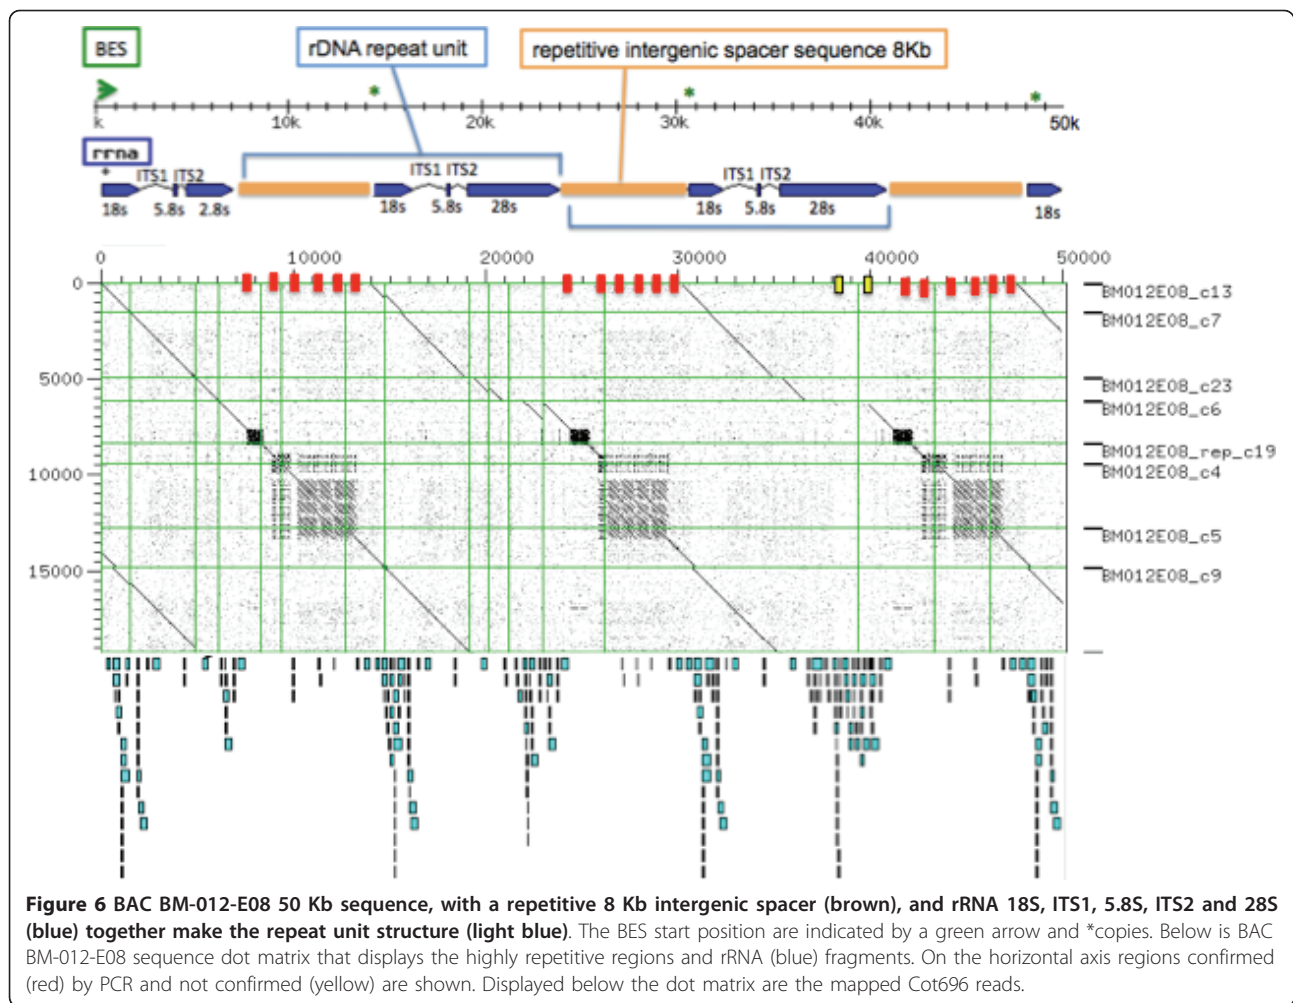 BES
rDNA repeat unit
repetitive intergenic spacer sequence 8Kb
* * *
k 10k 20k 30k 40k 50k
rrna
+
ITS1 ITS2 ITS1 ITS2 ITS1 ITS2
18s 5.8s 2.8s 18s 5.8s 28s 18s 5.8s 28s 18s
0 10000 20000 30000 40000 50000
0
5000
10000
15000
BM012E08_c13
BM012E08_c7
BM012E08_c23
BM012E08_c6
BM012E08_rep_c19
BM012E08_c4
BM012E08_c5
BM012E08_c9
Figure 6 BAC BM-012-E08 50 Kb sequence, with a repetitive 8 Kb intergenic spacer (brown), and rRNA 18S, ITS1, 5.8S, ITS2 and 28S
(blue) together make the repeat unit structure (light blue). The BES start position are indicated by a green arrow and *copies. Below is BAC
BM-012-E08 sequence dot matrix that displays the highly repetitive regions and rRNA (blue) fragments. On the horizontal axis regions confirmed
(red) by PCR and not confirmed (yellow) are shown. Displayed below the dot matrix are the mapped Cot696 reads.